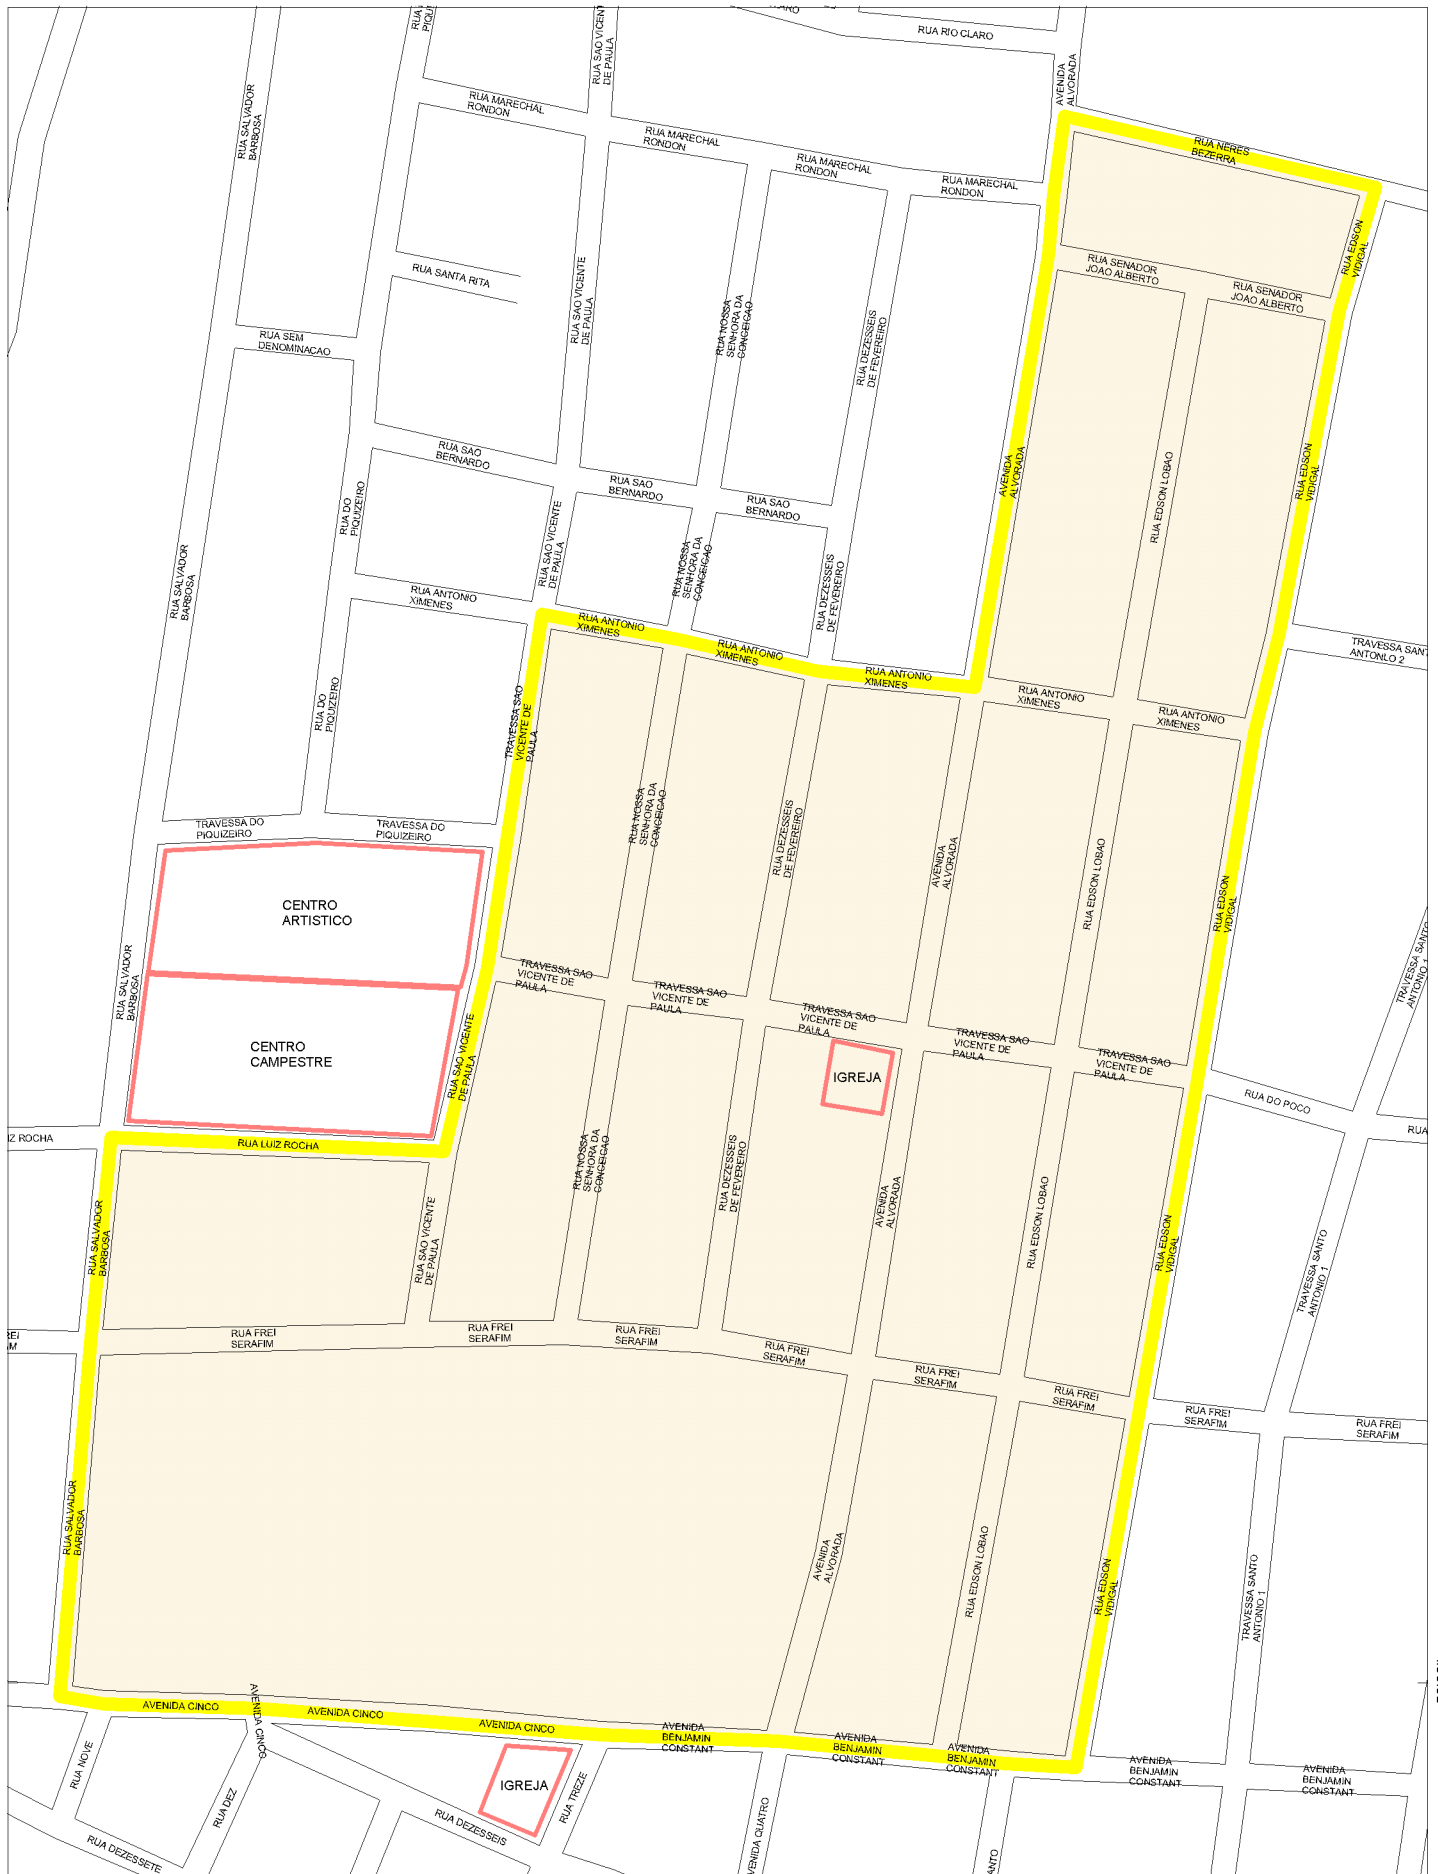 RUA RIO CLARO
RUA SAO VICENTE
DE PAULA
AVENIDA
ALVORADA
RUA SALVADOR
BARBOSA
RUA MARECHAL
RONDON
RUA MARECHAL
RONDON
RUA MARECHAL
RONDON
RUA MARECHAL
RONDON
RUA NERES
BEZERRA
RUA EDSON
VIDIGAL
RUA SANTA RITA
RUA SAO VICENTE
DE PAULA
RUA NOSSA
SENHORA DA
CONCEICAO
RUA DEZESSEIS
DE FEVEREIRO
RUA SENADOR
JOAO ALBERTO
RUA SENADOR
JOAO ALBERTO
RUA SEM
DENOMINACAO
RUA SAO
BERNARDO
RUA SAO
BERNARDO
RUA SAO
BERNARDO
AVENIDA
ALVORADA
RUA EDSON LOBAO
RUA EDSON
VIDIGAL
RUA DO
PIQUIZEIRO
RUA SAO VICENTE
DE PAULA
RUA NOSSA
SENHORA DA
CONCEICAO
RUA DEZESSEIS
DE FEVEREIRO
RUA SALVADOR
BARBOSA
RUA ANTONIO
XIMENES
RUA ANTONIO
XIMENES
RUA ANTONIO
XIMENES
RUA ANTONIO
XIMENES
RUA ANTONIO
XIMENES
RUA ANTONIO
XIMENES
TRAVESSA SANT
ANTONLO 2
RUA DO
PIQUIZEIRO
TRAVESSA SAO
VICENTE DE
PAULA
RUA NOSSA
SENHORA DA
CONCEICAO
RUA DEZESSEIS
DE FEVEREIRO
AVENIDA
ALVORADA
RUA EDSON LOBAO
RUA EDSON
VIDIGAL
TRAVESSA DO
PIQUIZEIRO
TRAVESSA DO
PIQUIZEIRO
CENTRO
ARTISTICO
RUA SALVADOR
BARBOSA
TRAVESSA SAO
VICENTE DE
PAULA
TRAVESSA SAO
VICENTE DE
PAULA
TRAVESSA SAO
VICENTE DE
PAULA
TRAVESSA SAO
VICENTE DE
PAULA
TRAVESSA SAO
VICENTE DE
PAULA
TRAVESSA SANTO
ANTONIO 1
CENTRO
CAMPESTRE
RUA SAO VICENTE
DE PAULA
IGREJA
RUA DO POCO
RUA
IZ ROCHA
RUA LUIZ ROCHA
RUA SALVADOR
BARBOSA
RUA SAO VICENTE
DE PAULA
RUA NOSSA
SENHORA DA
CONCEICAO
RUA DEZESSEIS
DE FEVEREIRO
AVENIDA
ALVORADA
RUA EDSON LOBAO
RUA EDSON
VIDIGAL
TRAVESSA SANTO
ANTONIO 1
REI
IM
RUA FREI
SERAFIM
RUA FREI
SERAFIM
RUA FREI
SERAFIM
RUA FREI
SERAFIM
RUA FREI
SERAFIM
RUA FREI
SERAFIM
RUA FREI
SERAFIM
RUA FREI
SERAFIM
RUA SALVADOR
BARBOSA
AVENIDA
ALVORADA
RUA EDSON LOBAO
RUA EDSON
VIDIGAL
TRAVESSA SANTO
ANTONIO 1
AVENIDA CINCO
AVENIDA CINCO
AVENIDA CINCO
AVENIDA CINCO
AVENIDA
BENJAMIN
CONSTANT
AVENIDA
BENJAMIN
CONSTANT
AVENIDA
BENJAMIN
CONSTANT
AVENIDA
BENJAMIN
CONSTANT
AVENIDA
BENJAMIN
CONSTANT
RUA NOVE
RUA DEZ
IGREJA
RUA TREZE
RUA DEZESSEIS
RUA DEZESSETE
VENIDA QUATRO
ANTO